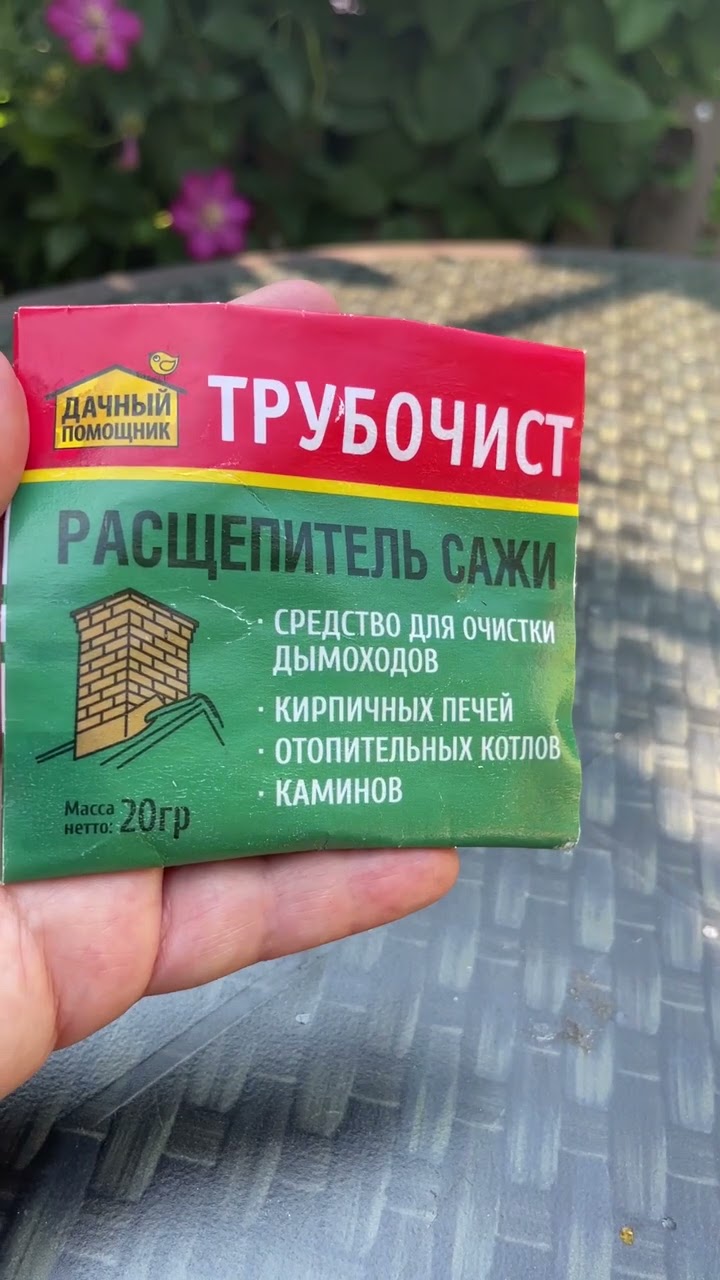 ДАЧНЫЙ
ПОМОЩНИК
ТРУБОЧИСТ
РАСЩЕПИТЕЛЬ САЖИ
· СРЕДСТВО ДЛЯ ОЧИСТКИ
ДЫМОХОДОВ
· КИРПИЧНЫХ ПЕЧЕЙ
· ОТОПИТЕЛЬНЫХ КОТЛОВ
· КАМИНОВ
Масса
нетто: 20гр